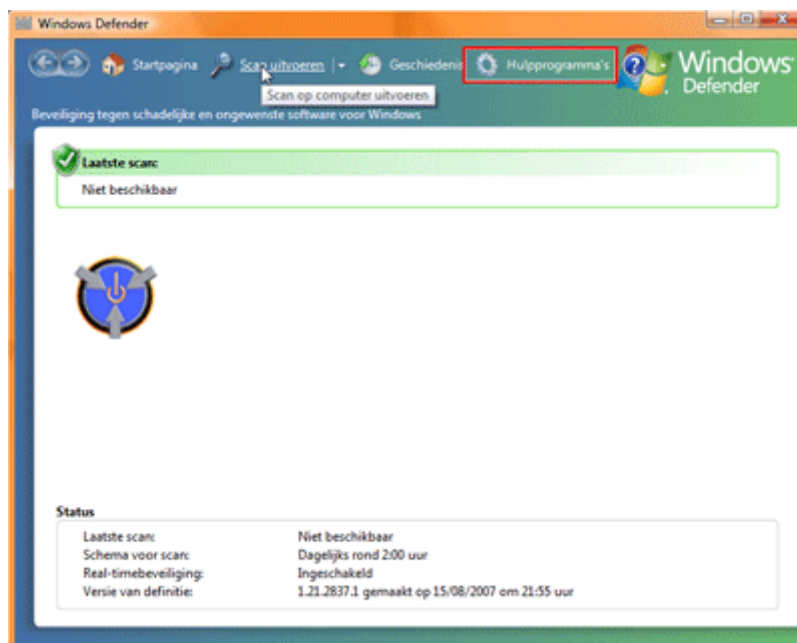 Windows Defender
Startpagina Scan uitvoeren Geschiedenis Hulpprogramma's
Windows Defender
Scan op computer uitvoeren
Beveiliging tegen schadelijke en ongewenste software voor Windows
Laatste scan:
Niet beschikbaar
Status
Laatste scan: Niet beschikbaar
Schema voor scan: Dagelijks rond 2:00 uur
Real-timebeveiliging: Ingeschakeld
Versie van definitie: 1.21.2837.1 gemaakt op 15/08/2007 om 21:55 uur